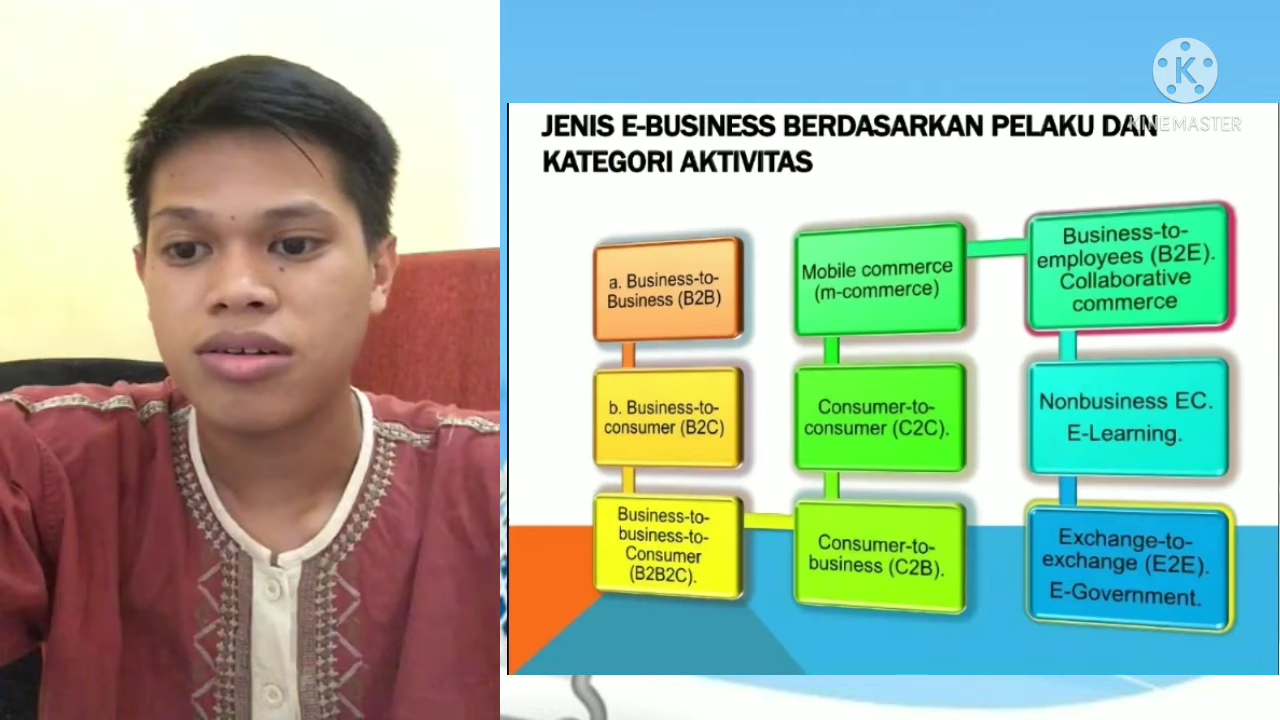 K
KINEMASTER
JENIS E-BUSINESS BERDASARKAN PELAKU DAN
KATEGORI AKTIVITAS
a. Business-to-
Business (B2B)
b. Business-to-
consumer (B2C)
Business-to-
business-to-
Consumer
(B2B2C).
Consumer-to-
business (C2B).
Consumer-to-
consumer (C2C).
Mobile commerce
(m-commerce)
Business-to-
employees (B2E).
Collaborative
commerce
Nonbusiness EC.
E-Learning.
Exchange-to-
exchange (E2E).
E-Government.